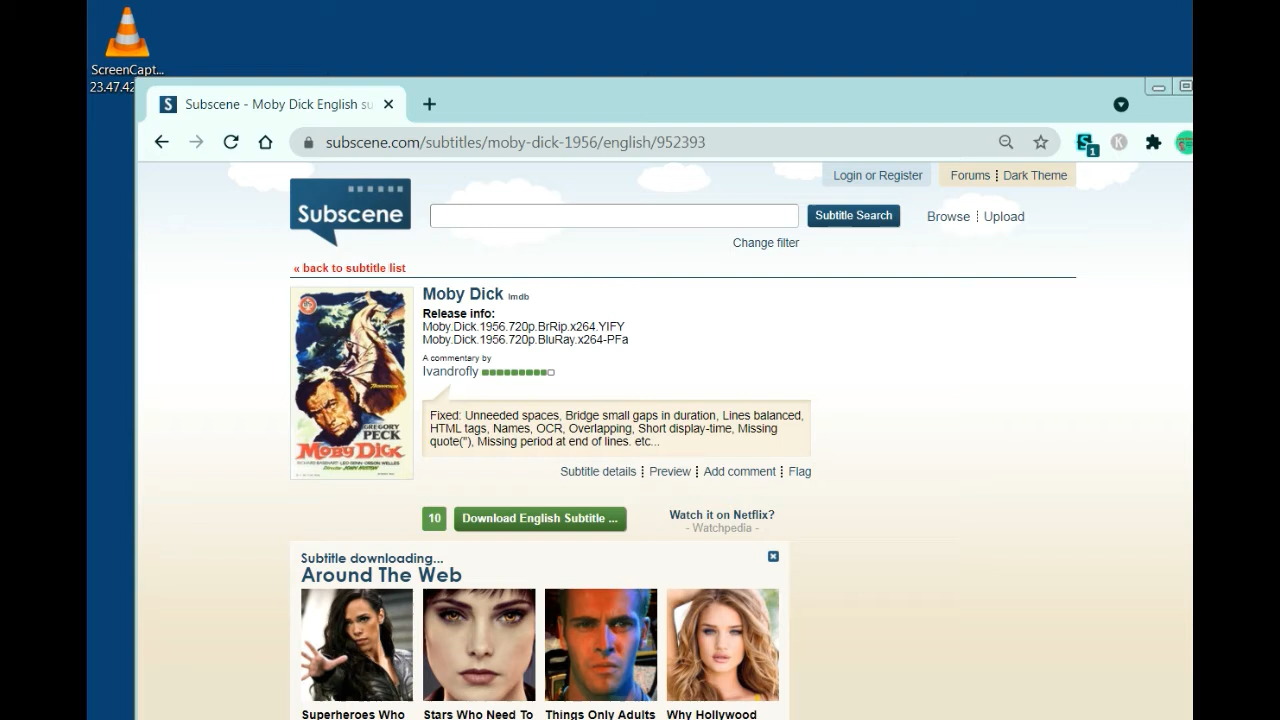 ScreenCapt...
23.47.42
Subscene - Moby Dick English su
subscene.com/subtitles/moby-dick-1956/english/952393
1
K
Login or Register
Forums
Dark Theme
Subscene
Subtitle Search
Browse
Upload
Change filter
« back to subtitle list
Moby Dick Imdb
Release info:
Moby.Dick.1956.720p.BrRip.x264.YIFY
Moby.Dick.1956.720p.BluRay.x264-PFa
A commentary by
Ivandrofly
Fixed: Unneeded spaces, Bridge small gaps in duration, Lines balanced,
HTML tags, Names, OCR, Overlapping, Short display-time, Missing
quote("), Missing period at end of lines. etc...
GREGORY
PECK
MOBY DICK
Subtitle details
Preview
Add comment
Flag
10
Download English Subtitle ...
Watch it on Netflix?
- Watchpedia -
Subtitle downloading...
Around The Web
Superheroes Who
Stars Who Need To
Things Only Adults
Why Hollywood